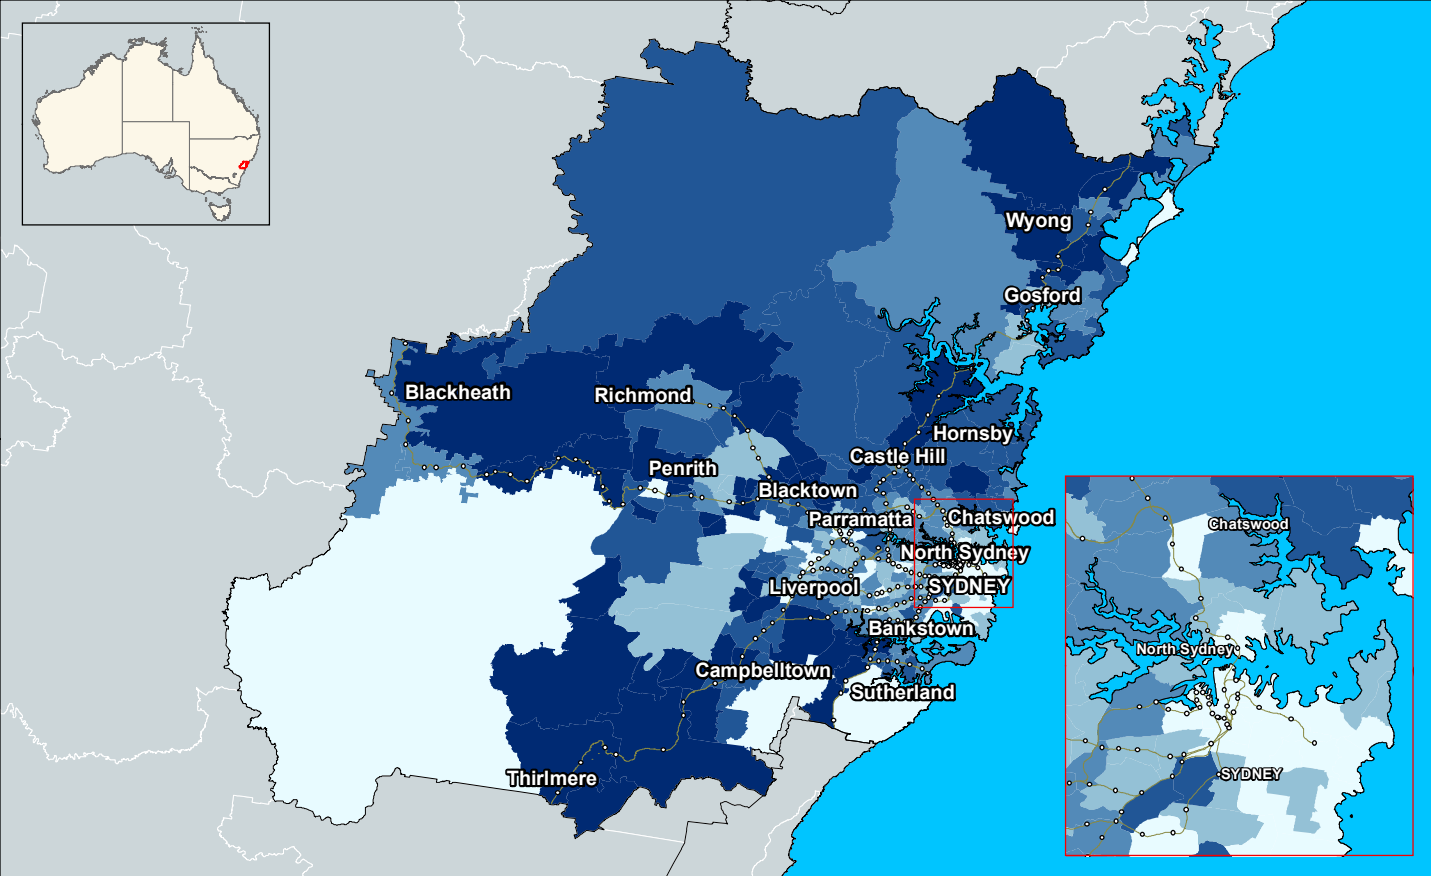 Wyong
Gosford
Blackheath
Richmond
Hornsby
Castle Hill
Penrith
Blacktown
Parramatta
Chatswood
North Sydney
Liverpool
SYDNEY
Bankstown
Campbelltown
Sutherland
Thirlmere
Chatswood
North Sydney
SYDNEY